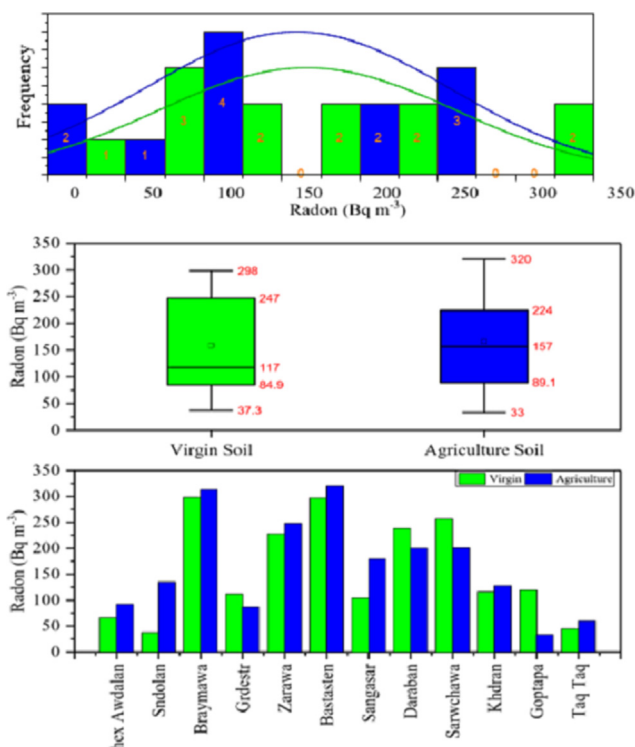 Frequency
2
1
1
3
4
2
0
2
2
2
3
0
0
2
0 50 100 150 200 250 300 350
Radon (Bq m⁻³)
Radon (Bq m⁻³)
350
300
250
200
150
100
50
0
298
247
117
84.9
37.3
320
224
157
89.1
33
Virgin Soil Agriculture Soil
Radon (Bq m⁻³)
350
300
250
200
150
100
50
0
Virgin Agriculture
Awdalan
Sndolan
Braymawa
Grdestr
Zarawa
Bastasten
Sangasar
Daraban
Sarwchawa
Khdran
Goptapa
Taq Taq